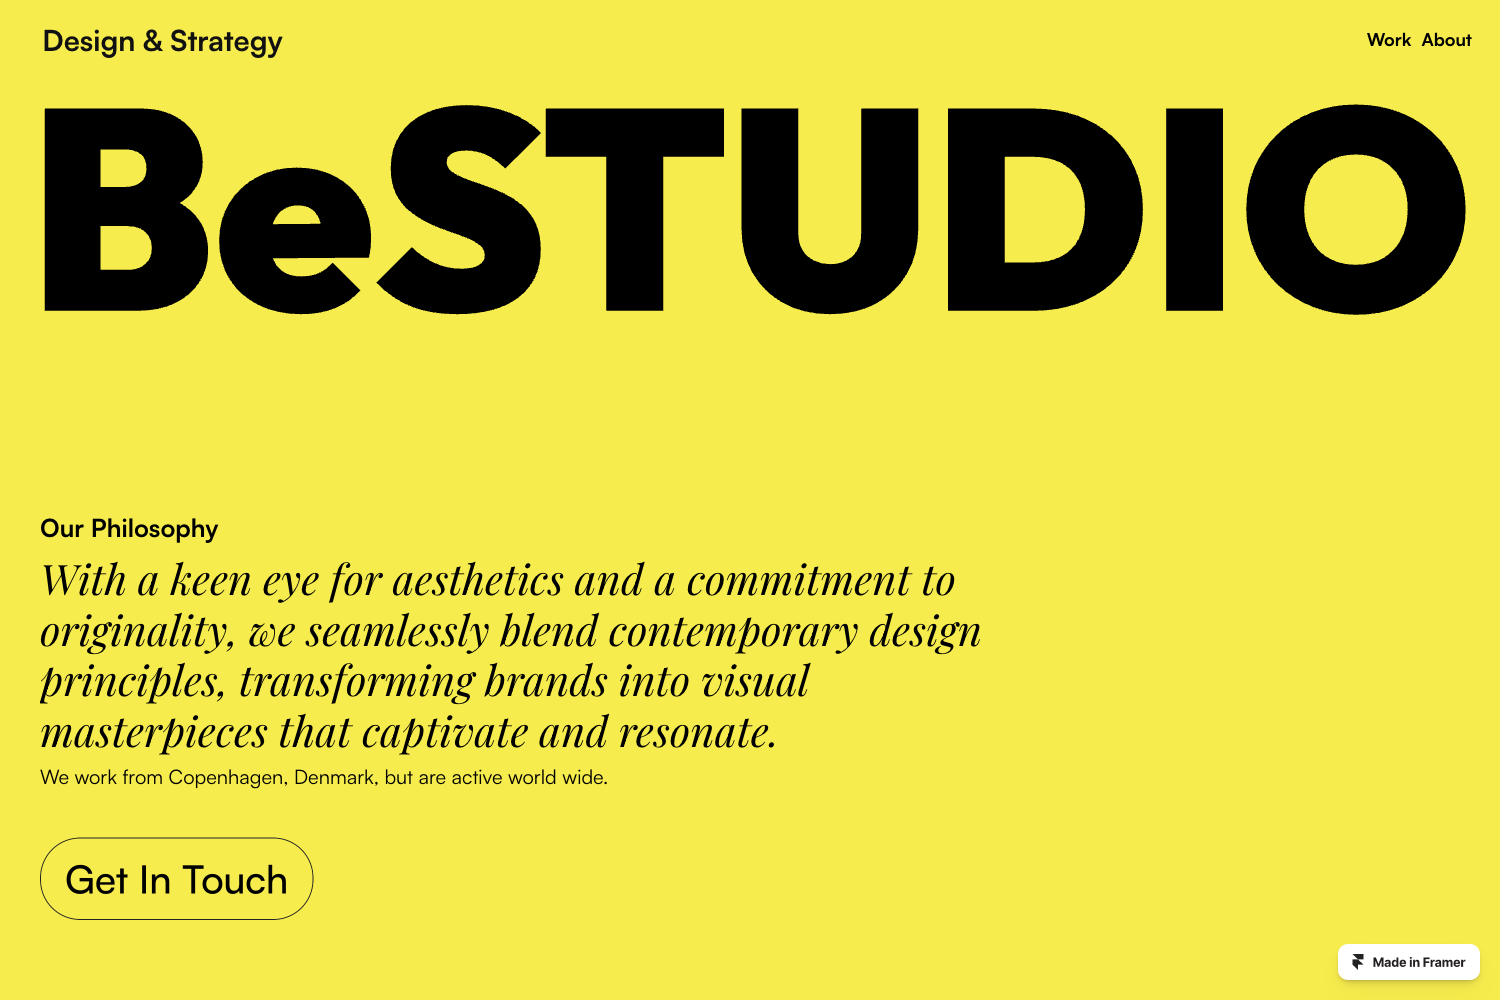 Design & Strategy
Work About
BeSTUDIO
Our Philosophy
With a keen eye for aesthetics and a commitment to
originality, we seamlessly blend contemporary design
principles, transforming brands into visual
masterpieces that captivate and resonate.
We work from Copenhagen, Denmark, but are active world wide.
Get In Touch
Made in Framer